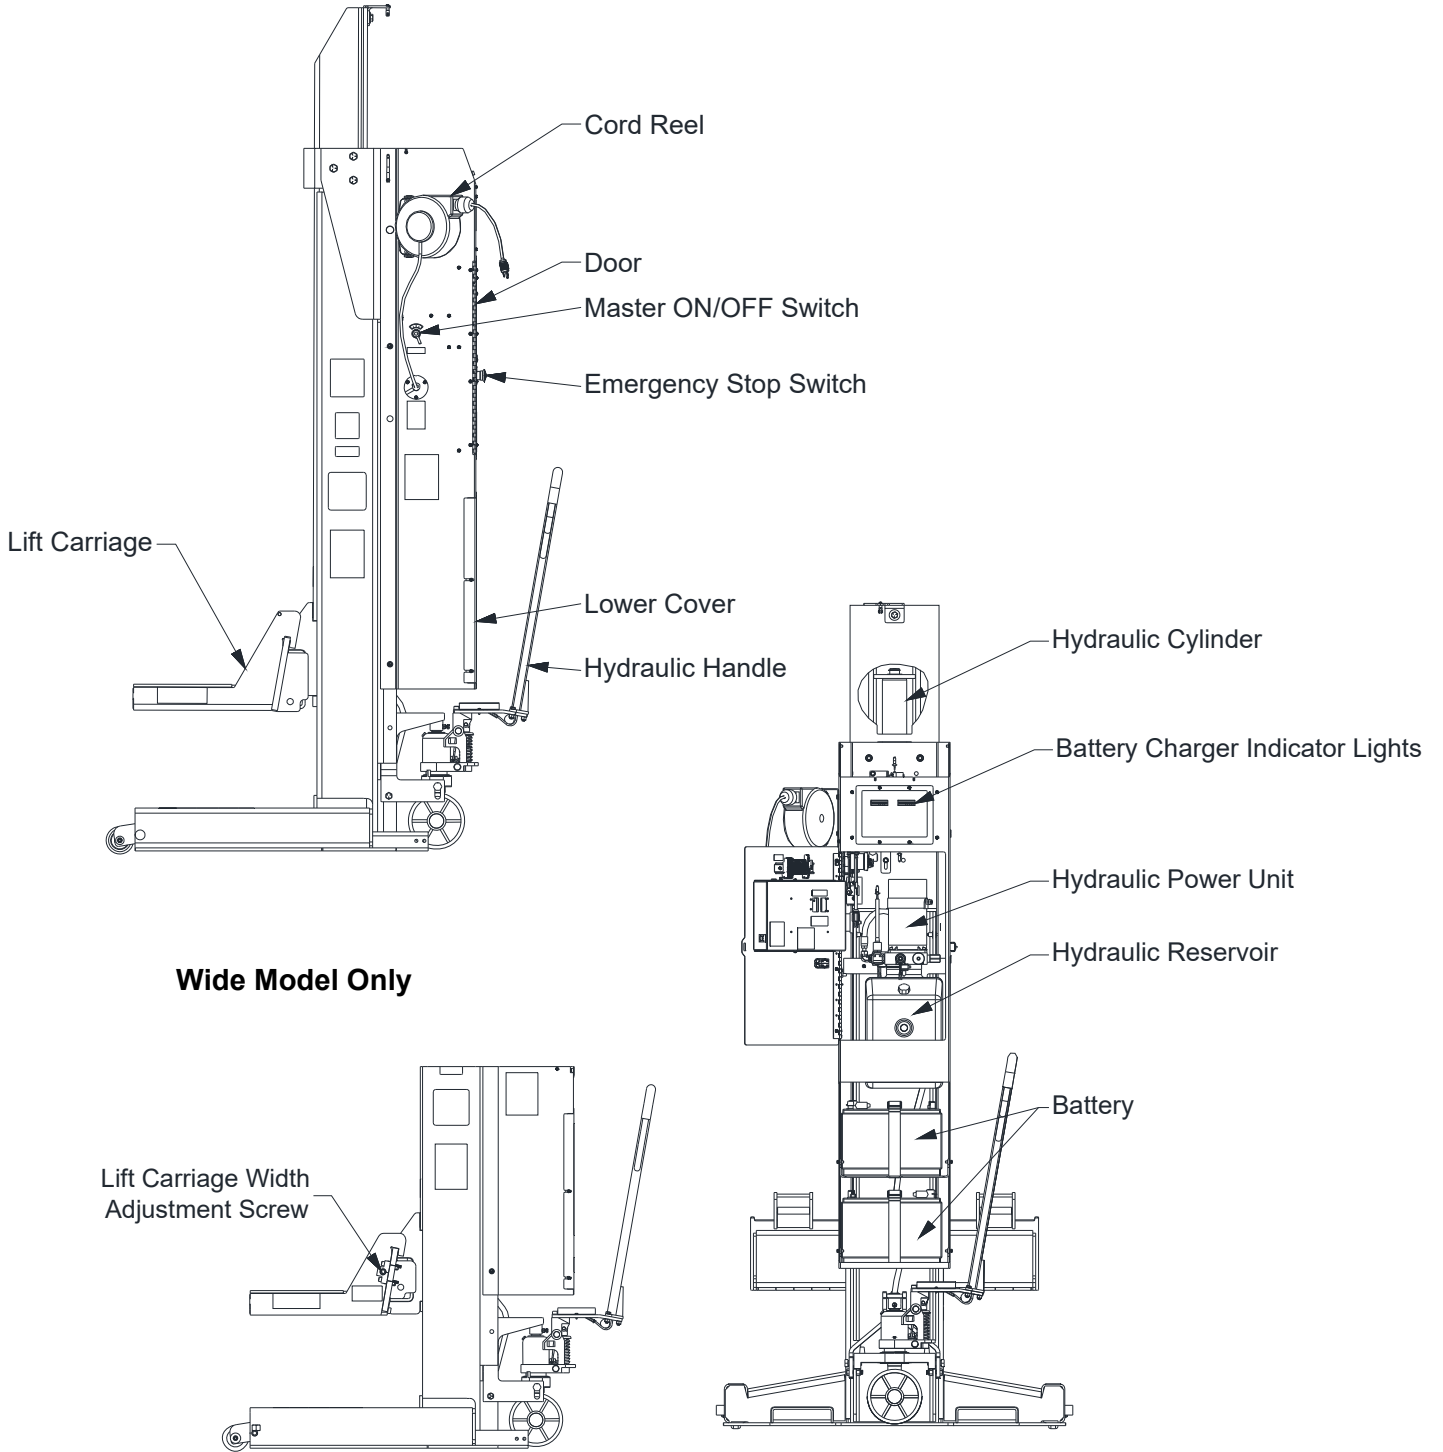 Cord Reel
Door
Master ON/OFF Switch
Emergency Stop Switch
Lift Carriage
Lower Cover
Hydraulic Handle
Hydraulic Cylinder
Battery Charger Indicator Lights
Hydraulic Power Unit
Hydraulic Reservoir
Wide Model Only
Battery
Lift Carriage Width
Adjustment Screw